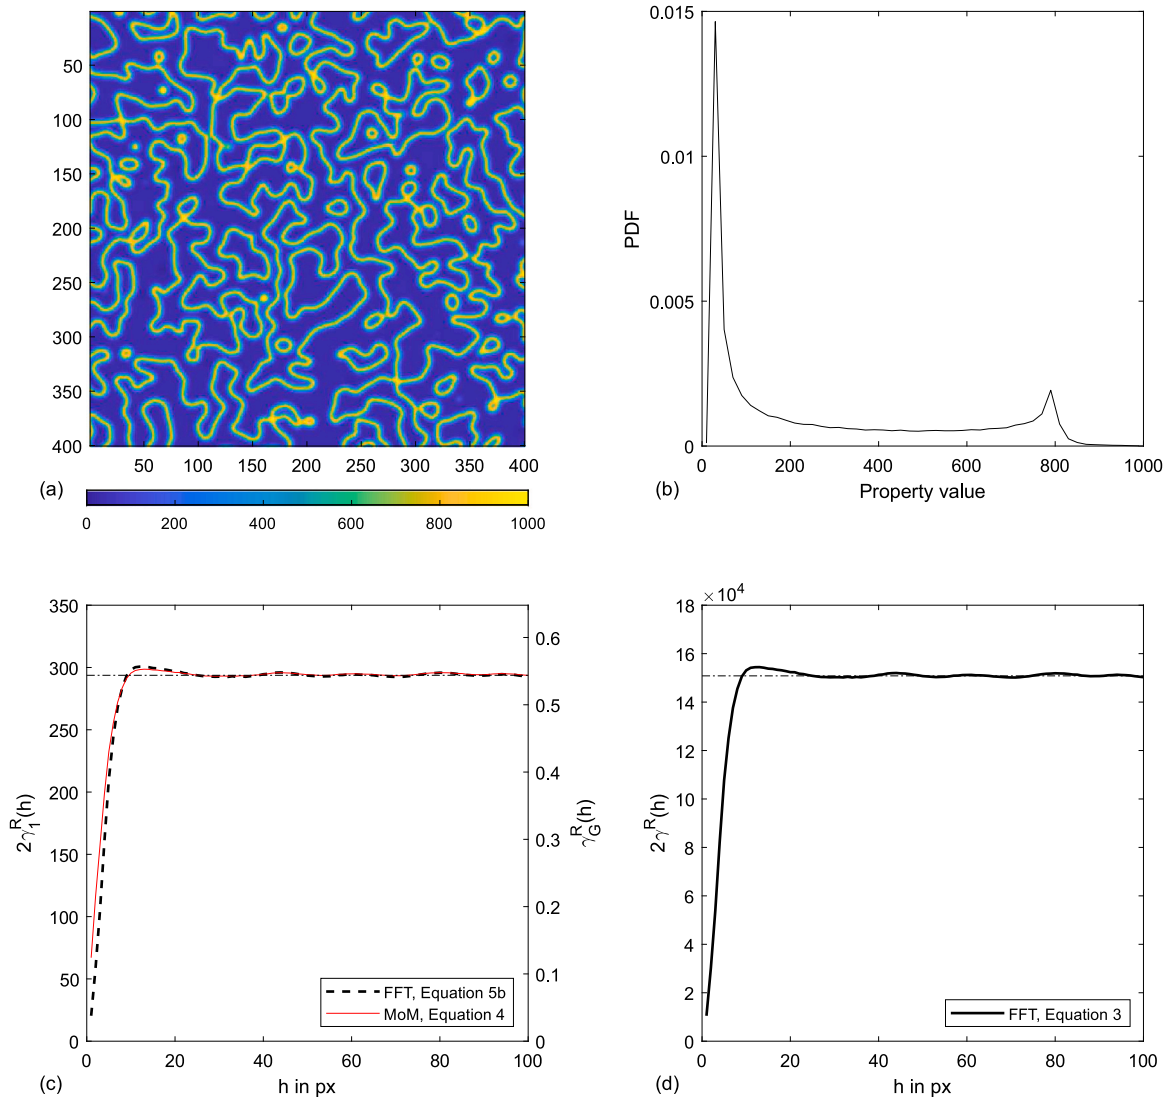 50
100
150
200
250
300
350
400
50 100 150 200 250 300 350 400
(a)
0 200 400 600 800 1000
0.015
0.01
0.005
0
PDF
0 200 400 600 800 1000
Property value
(b)
350
300
250
200
150
100
50
0
2γ₁ᴿ(h)
0.6
0.5
0.4
0.3
0.2
0.1
0
γ_G^R(h)
FFT, Equation 5b
MoM, Equation 4
0 20 40 60 80 100
h in px
(c)
×10⁴
18
16
14
12
10
8
6
4
2
0
2γᴿ(h)
FFT, Equation 3
0 20 40 60 80 100
h in px
(d)